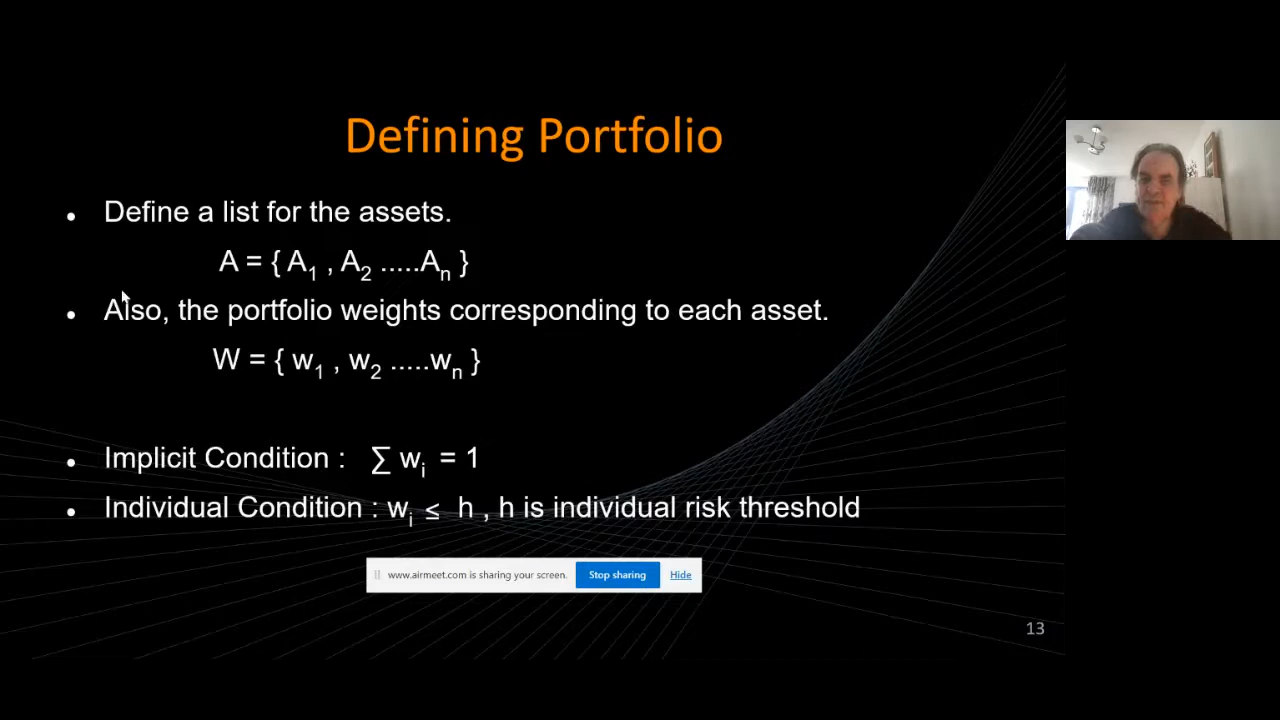 Defining Portfolio
• Define a list for the assets.
A = { A₁ , A₂ .....Aₙ }
• Also, the portfolio weights corresponding to each asset.
W = { w₁ , w₂ .....wₙ }
• Implicit Condition : ∑ wᵢ = 1
• Individual Condition : wᵢ ≤ h , h is individual risk threshold
www.airmeet.com is sharing your screen. Stop sharing Hide
13